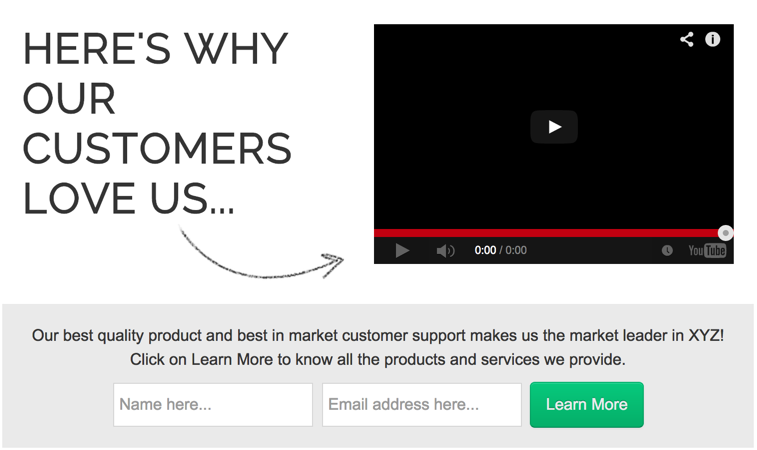 HERE'S WHY
OUR
CUSTOMERS
LOVE US...
0:00 / 0:00
YouTube
Our best quality product and best in market customer support makes us the market leader in XYZ!
Click on Learn More to know all the products and services we provide.
Name here...
Email address here...
Learn More